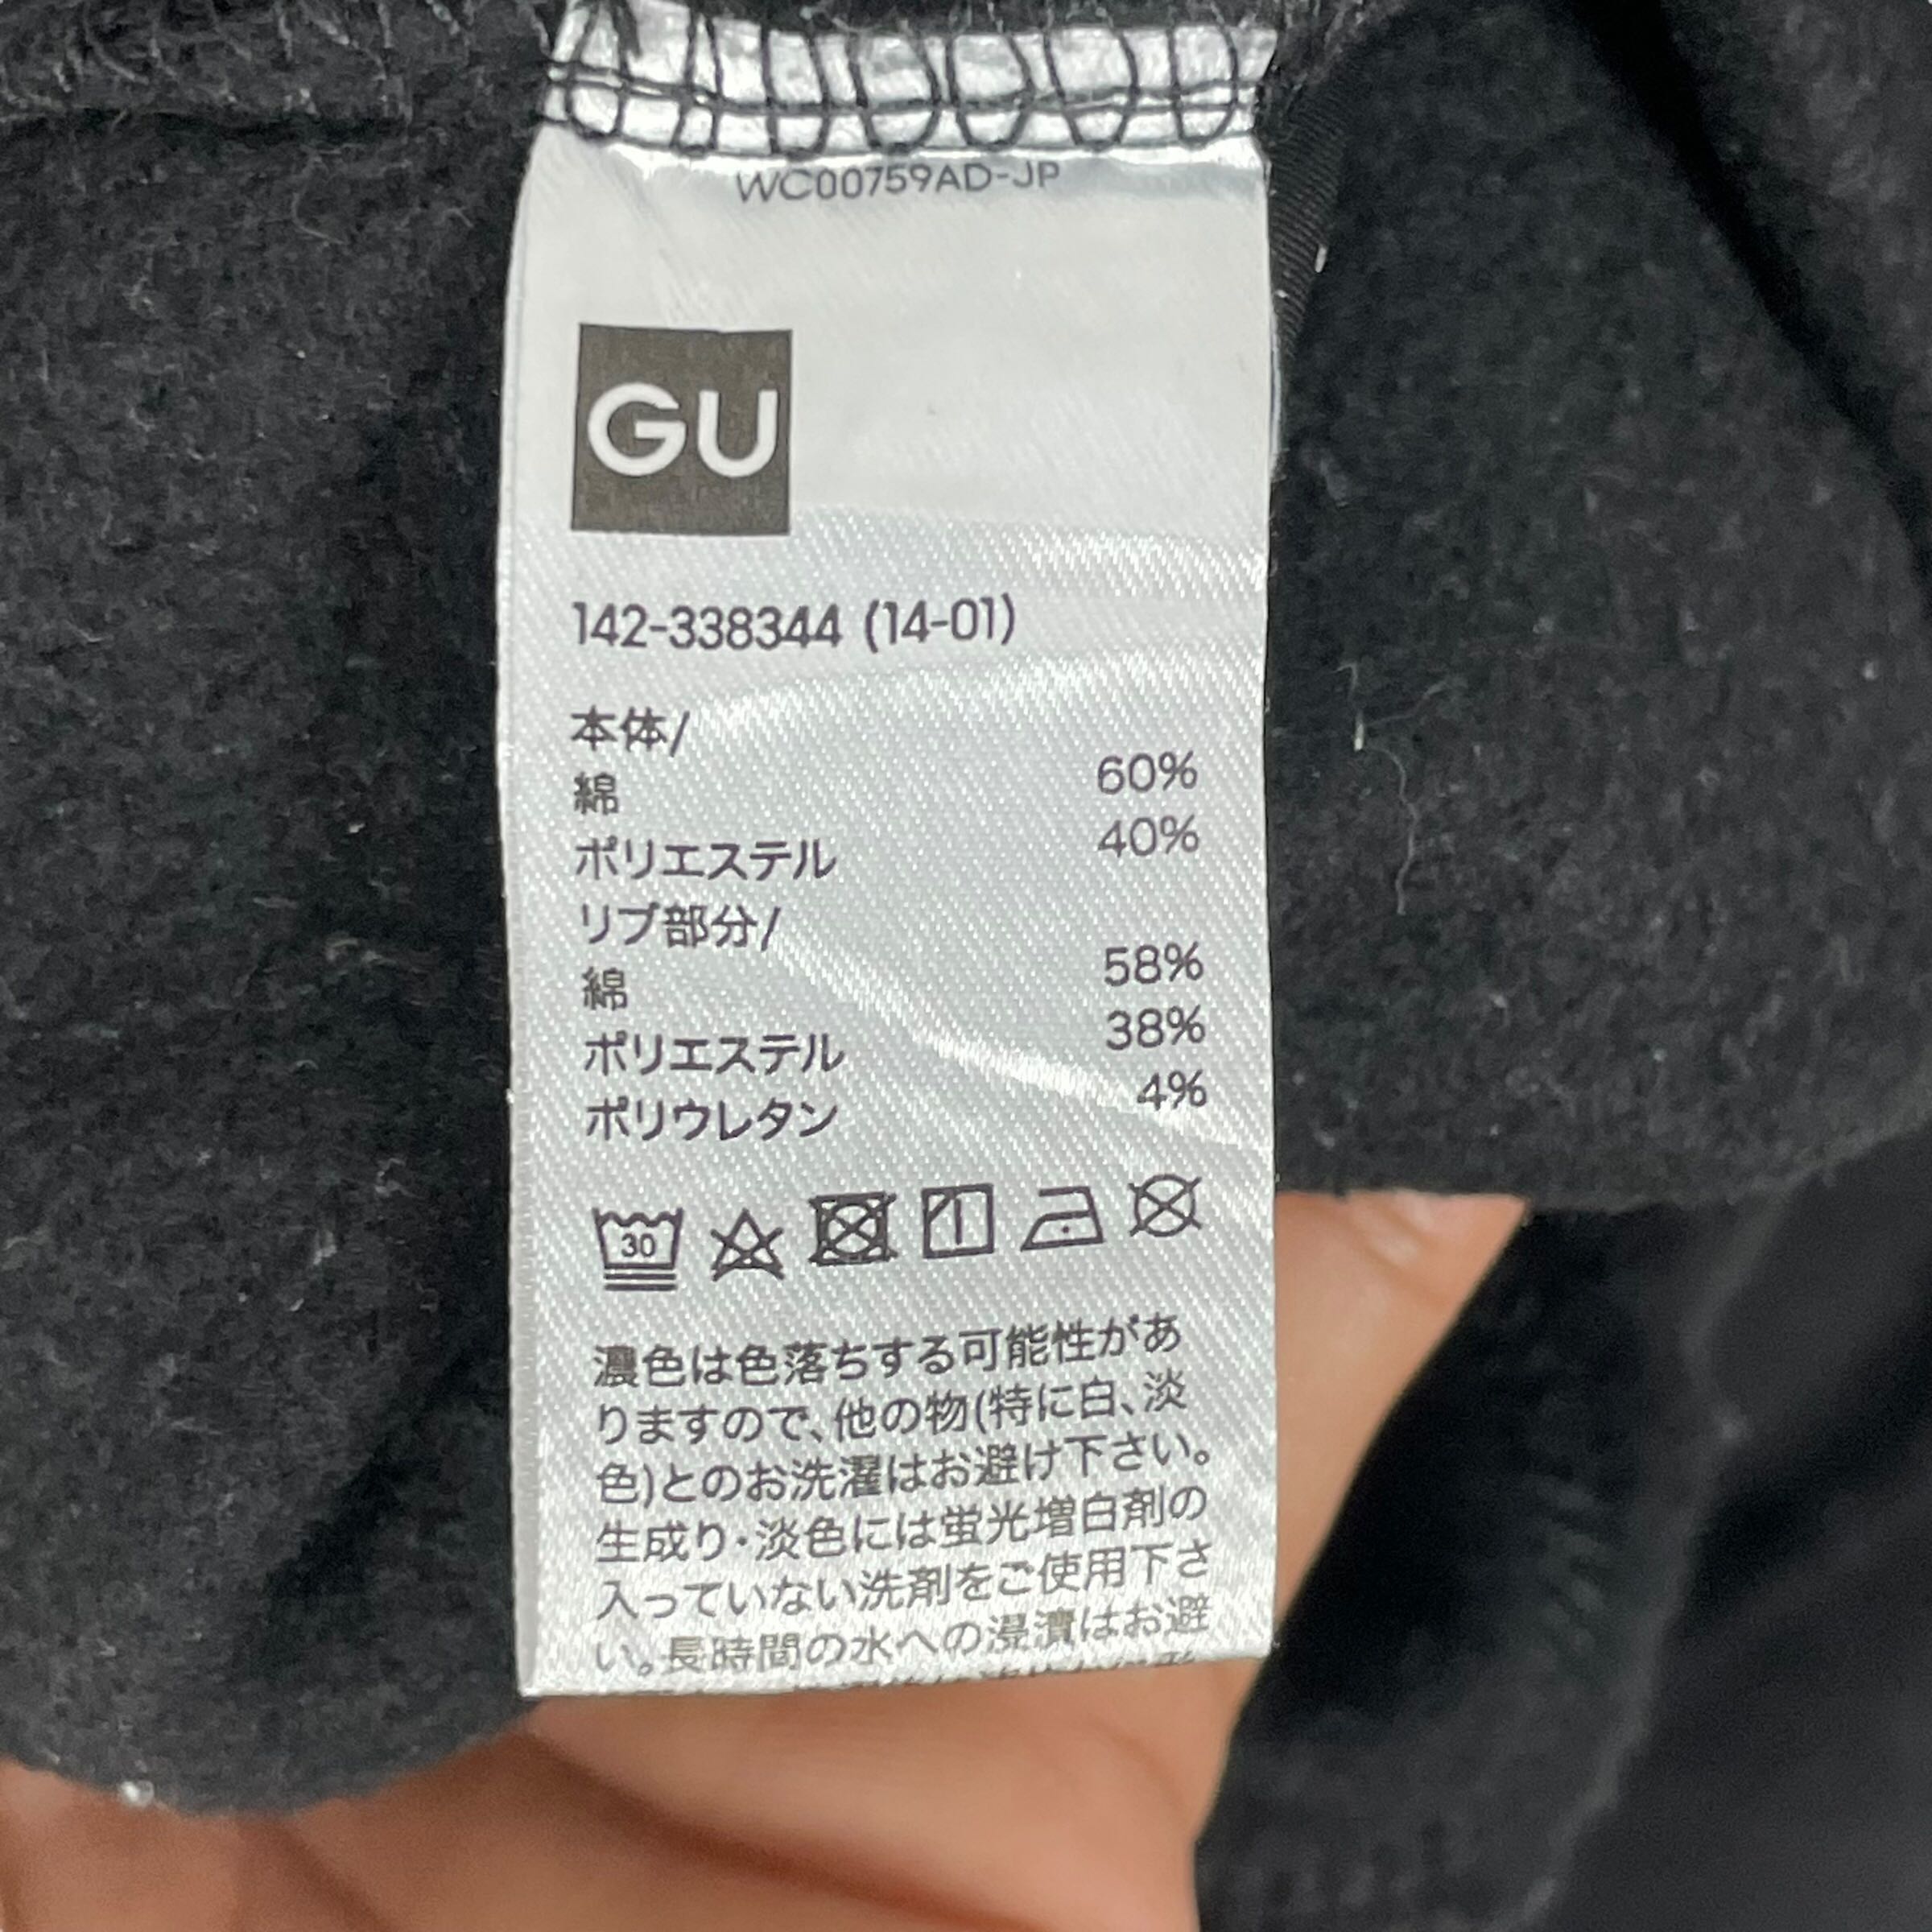 WC00759AD-JP
GU
142-338344 (14-01)
本体/
綿 60%
ポリエステル 40%
リブ部分/
綿 58%
ポリエステル 38%
ポリウレタン 4%
30
濃色は色落ちする可能性があ
りますので、他の物(特に白、淡
色)とのお洗濯はお避け下さい。
生成り・淡色には蛍光増白剤の
入っていない洗剤をご使用下さ
い。長時間の水への浸漬はお避